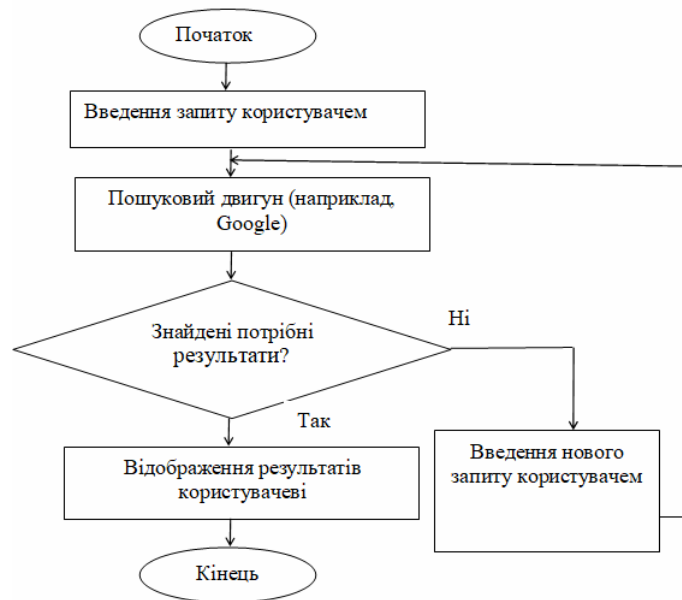 Початок
Введення запиту користувачем
Пошуковий двигун (наприклад,
Google)
Знайдені потрібні
результати?
Ні
Так
Відображення результатів
користувачеві
Введення нового
запиту користувачем
Кінець